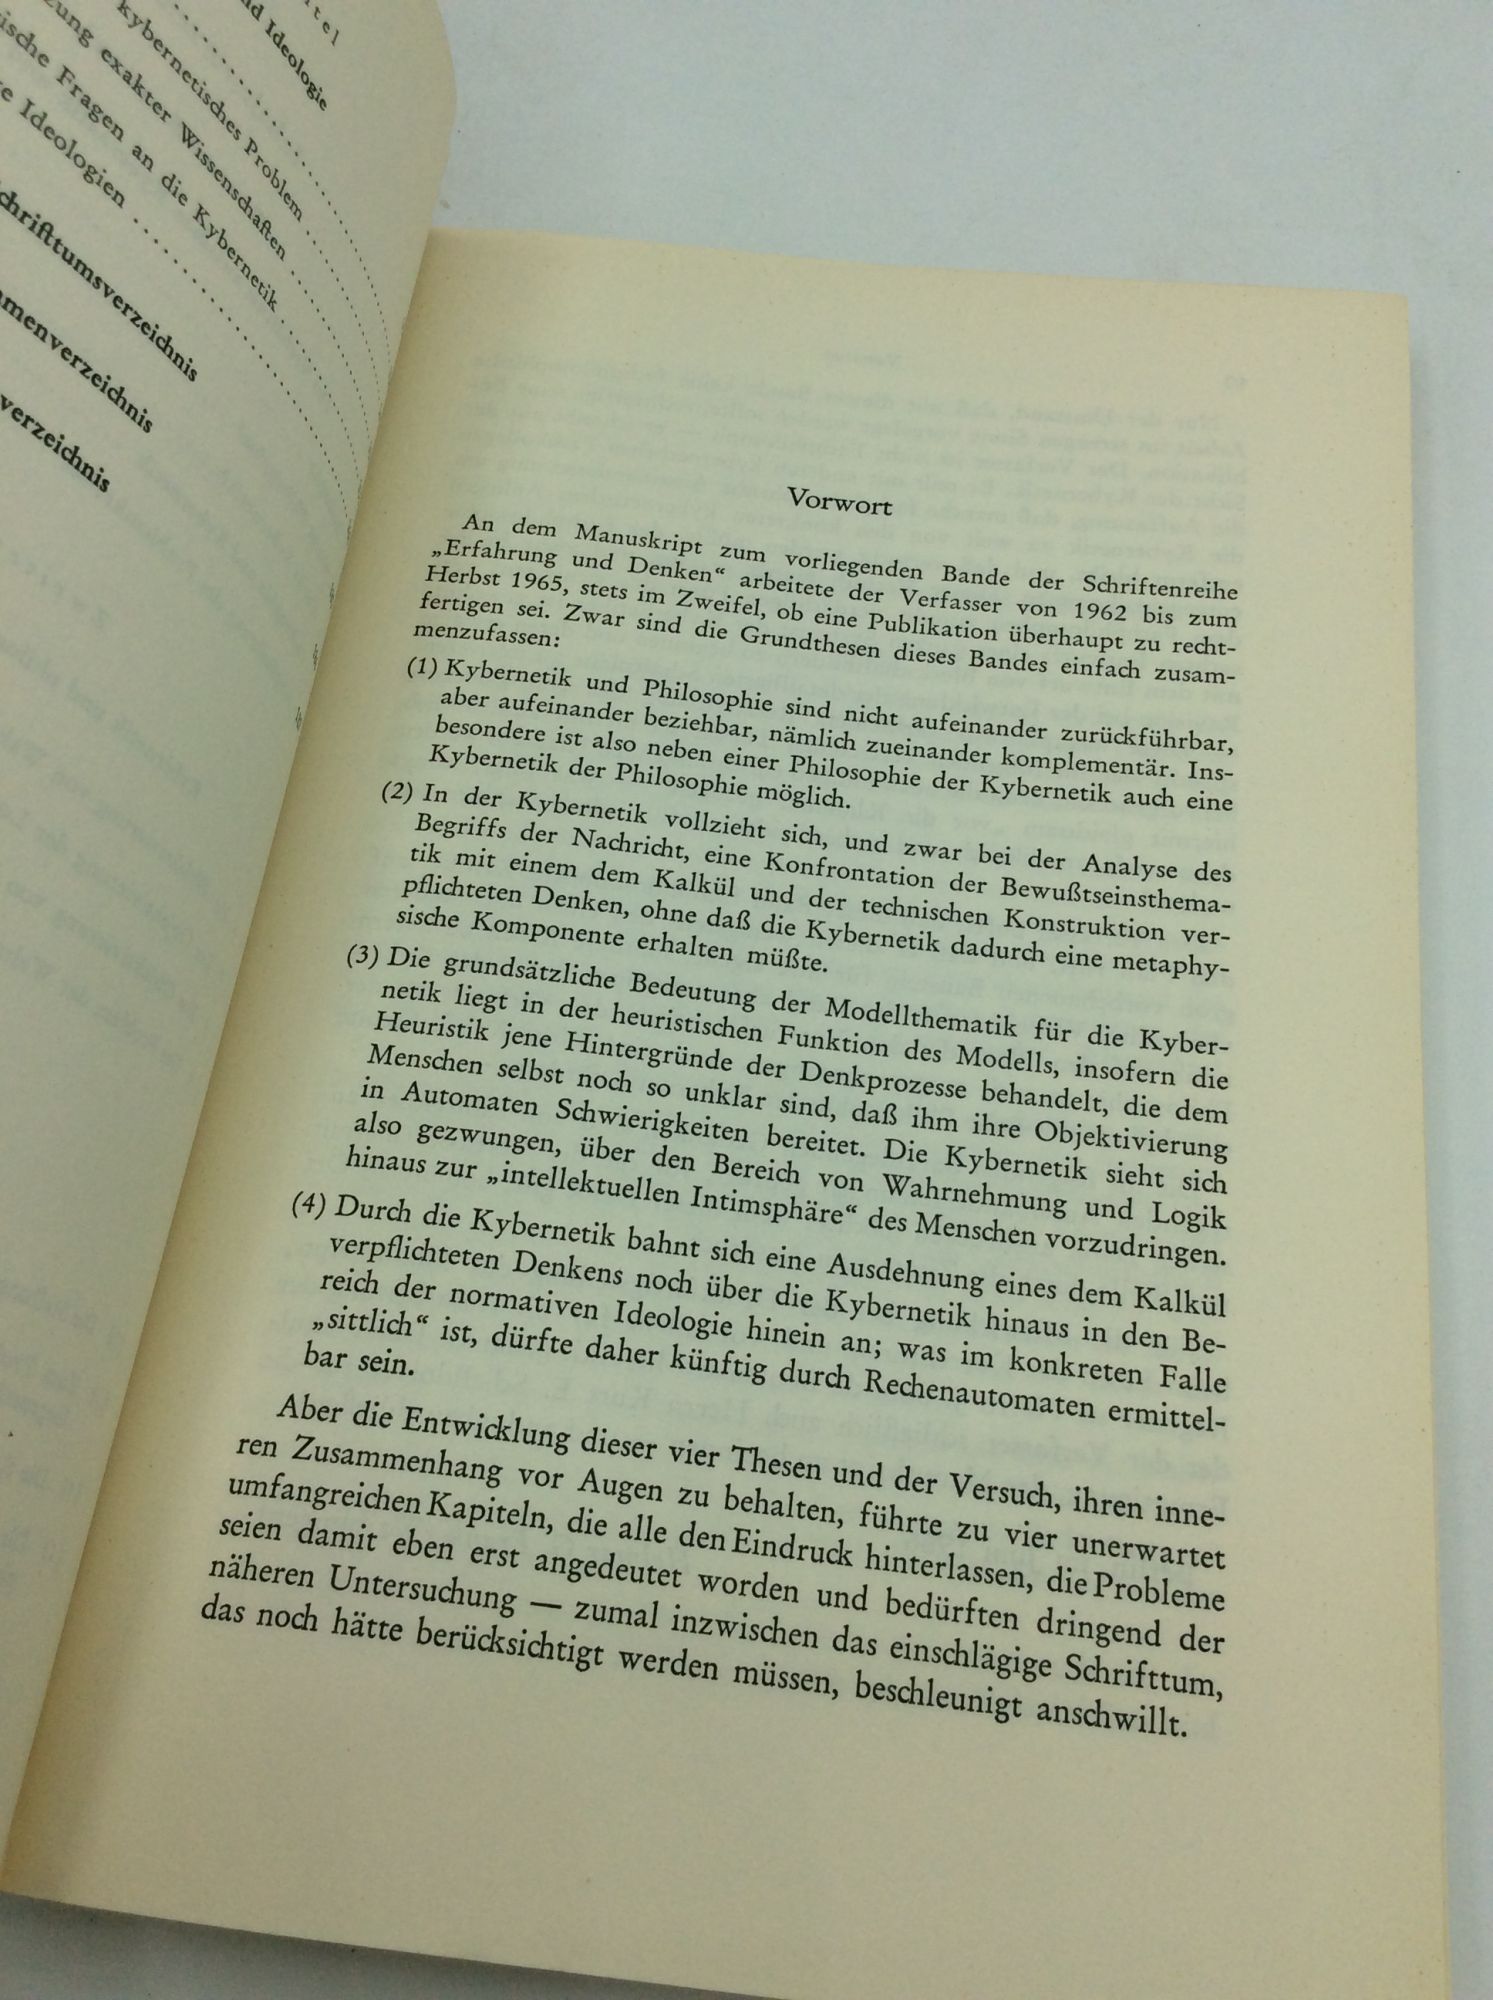 itel
nd Ideologie
kybernetisches Problem
zung exakter Wissenschaften
ische Fragen an die Kybernetik
Ideologien
chrifttumsverzeichnis
menverzeichnis
verzeichnis
Vorwort
An dem Manuskript zum vorliegenden Bande der Schriftenreihe
„Erfahrung und Denken“ arbeitete der Verfasser von 1962 bis zum
Herbst 1965, stets im Zweifel, ob eine Publikation überhaupt zu recht-
fertigen sei. Zwar sind die Grundthesen dieses Bandes einfach zusam-
menzufassen:
(1) Kybernetik und Philosophie sind nicht aufeinander zurückführbar,
aber aufeinander beziehbar, nämlich zueinander komplementär. Ins-
besondere ist also neben einer Philosophie der Kybernetik auch eine
Kybernetik der Philosophie möglich.
(2) In der Kybernetik vollzieht sich, und zwar bei der Analyse des
Begriffs der Nachricht, eine Konfrontation der Bewußtseinsthema-
tik mit einem dem Kalkül und der technischen Konstruktion ver-
pflichteten Denken, ohne daß die Kybernetik dadurch eine metaphy-
sische Komponente erhalten müßte.
(3) Die grundsätzliche Bedeutung der Modellthematik für die Kyber-
netik liegt in der heuristischen Funktion des Modells, insofern die
Heuristik jene Hintergründe der Denkprozesse behandelt, die dem
Menschen selbst noch so unklar sind, daß ihm ihre Objektivierung
in Automaten Schwierigkeiten bereitet. Die Kybernetik sieht sich
also gezwungen, über den Bereich von Wahrnehmung und Logik
hinaus zur „intellektuellen Intimsphäre“ des Menschen vorzudringen.
(4) Durch die Kybernetik bahnt sich eine Ausdehnung eines dem Kalkül
verpflichteten Denkens noch über die Kybernetik hinaus in den Be-
reich der normativen Ideologie hinein an; was im konkreten Falle
„sittlich“ ist, dürfte daher künftig durch Rechenautomaten ermittel-
bar sein.
Aber die Entwicklung dieser vier Thesen und der Versuch, ihren inne-
ren Zusammenhang vor Augen zu behalten, führte zu vier unerwartet
umfangreichen Kapiteln, die alle den Eindruck hinterlassen, die Probleme
seien damit eben erst angedeutet worden und bedürften dringend der
näheren Untersuchung — zumal inzwischen das einschlägige Schrifttum,
das noch hätte berücksichtigt werden müssen, beschleunigt anschwillt.